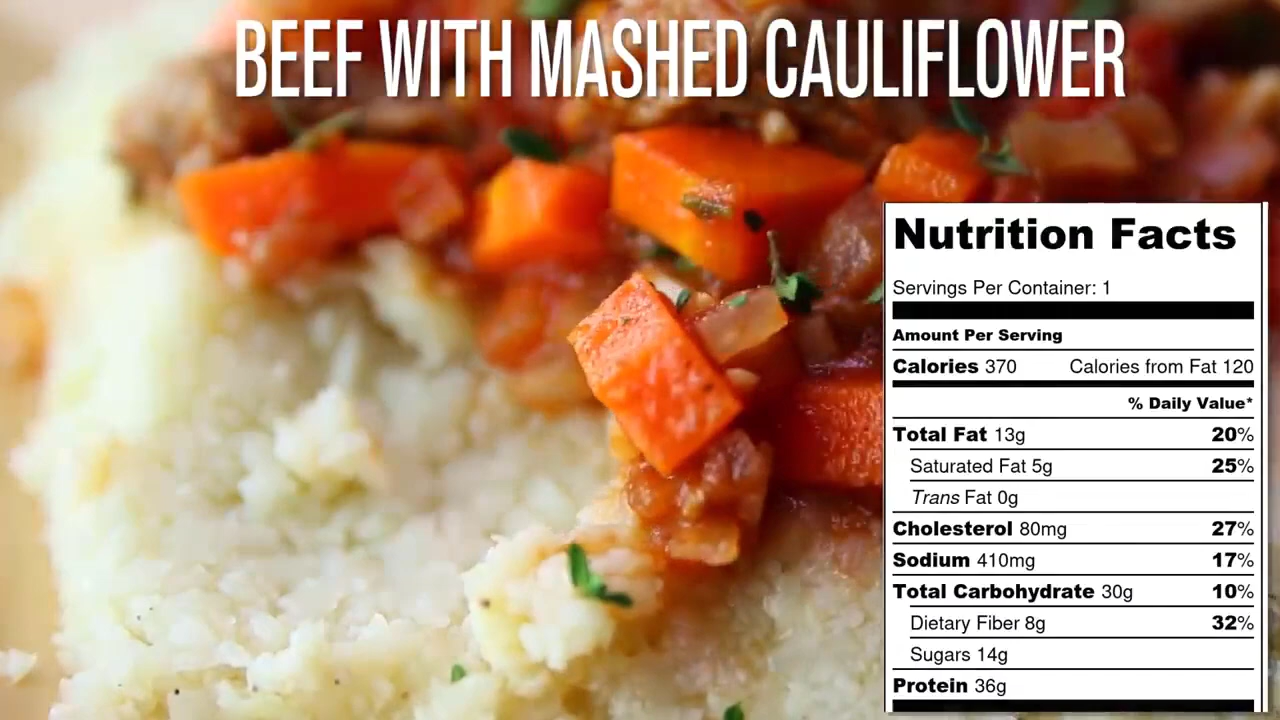 BEEF WITH MASHED CAULIFLOWER
Nutrition Facts
Servings Per Container: 1
Amount Per Serving
Calories 370 Calories from Fat 120
% Daily Value*
Total Fat 13g 20%
Saturated Fat 5g 25%
Trans Fat 0g
Cholesterol 80mg 27%
Sodium 410mg 17%
Total Carbohydrate 30g 10%
Dietary Fiber 8g 32%
Sugars 14g
Protein 36g